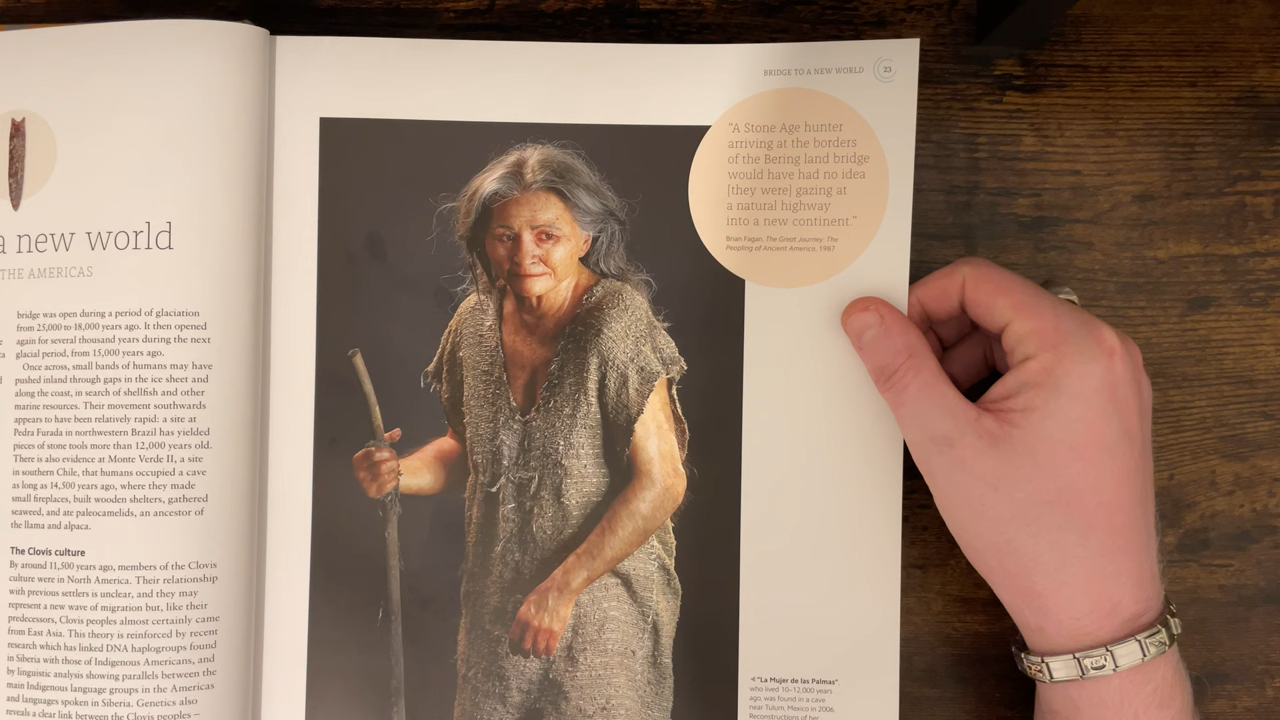 a new world
THE AMERICAS
bridge was open during a period of glaciation
from 25,000 to 18,000 years ago. It then opened
again for several thousand years during the next
glacial period, from 15,000 years ago.
Once across, small bands of humans may have
pushed inland through gaps in the ice sheet and
along the coast, in search of shellfish and other
marine resources. Their movement southwards
appears to have been relatively rapid: a site at
Pedra Furada in northwestern Brazil has yielded
pieces of stone tools more than 12,000 years old.
There is also evidence at Monte Verde II, a site
in southern Chile, that humans occupied a cave
as long as 14,500 years ago, where they made
small fireplaces, built wooden shelters, gathered
seaweed, and ate paleocamelids, an ancestor of
the llama and alpaca.
The Clovis culture
By around 11,500 years ago, members of the Clovis
culture were in North America. Their relationship
with previous settlers is unclear, and they may
represent a new wave of migration but, like their
predecessors, Clovis peoples almost certainly came
from East Asia. This theory is reinforced by recent
research which has linked DNA haplogroups found
in Siberia with those of Indigenous Americans, and
by linguistic analysis showing parallels between the
main Indigenous language groups in the Americas
and languages spoken in Siberia. Genetics also
reveals a clear link between the Clovis peoples –
BRIDGE TO A NEW WORLD 23
"A Stone Age hunter
arriving at the borders
of the Bering land bridge
would have had no idea
[they were] gazing at
a natural highway
into a new continent."
Brian Fagan, The Great Journey: The
Peopling of Ancient America, 1987
◀ "La Mujer de las Palmas"
who lived 10–12,000 years
ago, was found in a cave
near Tulum, Mexico in 2006.
Reconstructions of her